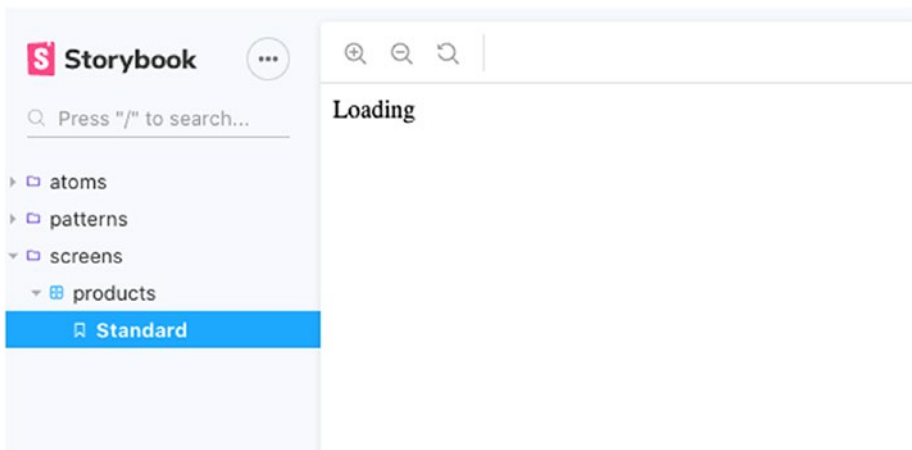 Storybook
Press "/" to search...
Loading
atoms
patterns
screens
products
Standard